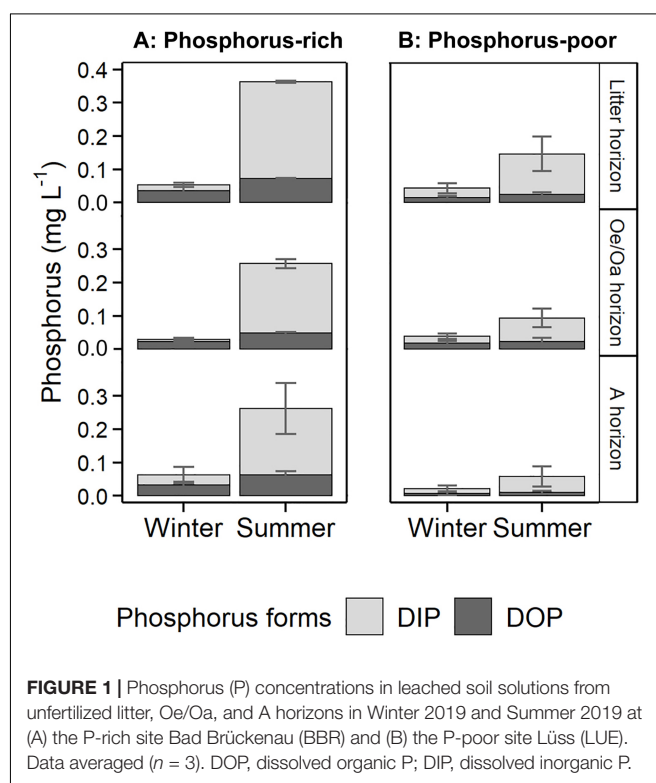 A: Phosphorus-rich
B: Phosphorus-poor
Phosphorus (mg L⁻¹)
0.4
0.3
0.2
0.1
0.0
Litter horizon
0.3
0.2
0.1
0.0
Oe/Oa horizon
0.3
0.2
0.1
0.0
A horizon
Winter Summer
Winter Summer
Phosphorus forms DIP DOP
FIGURE 1 | Phosphorus (P) concentrations in leached soil solutions from
unfertilized litter, Oe/Oa, and A horizons in Winter 2019 and Summer 2019 at
(A) the P-rich site Bad Brückenau (BBR) and (B) the P-poor site Lüss (LUE).
Data averaged (n = 3). DOP, dissolved organic P; DIP, dissolved inorganic P.